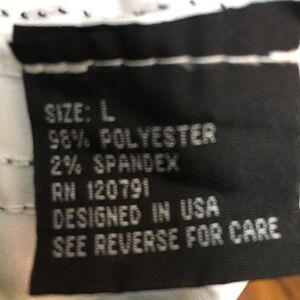 SIZE: L
98% POLYESTER
2% SPANDEX
RN 120791
DESIGNED IN USA
SEE REVERSE FOR CARE